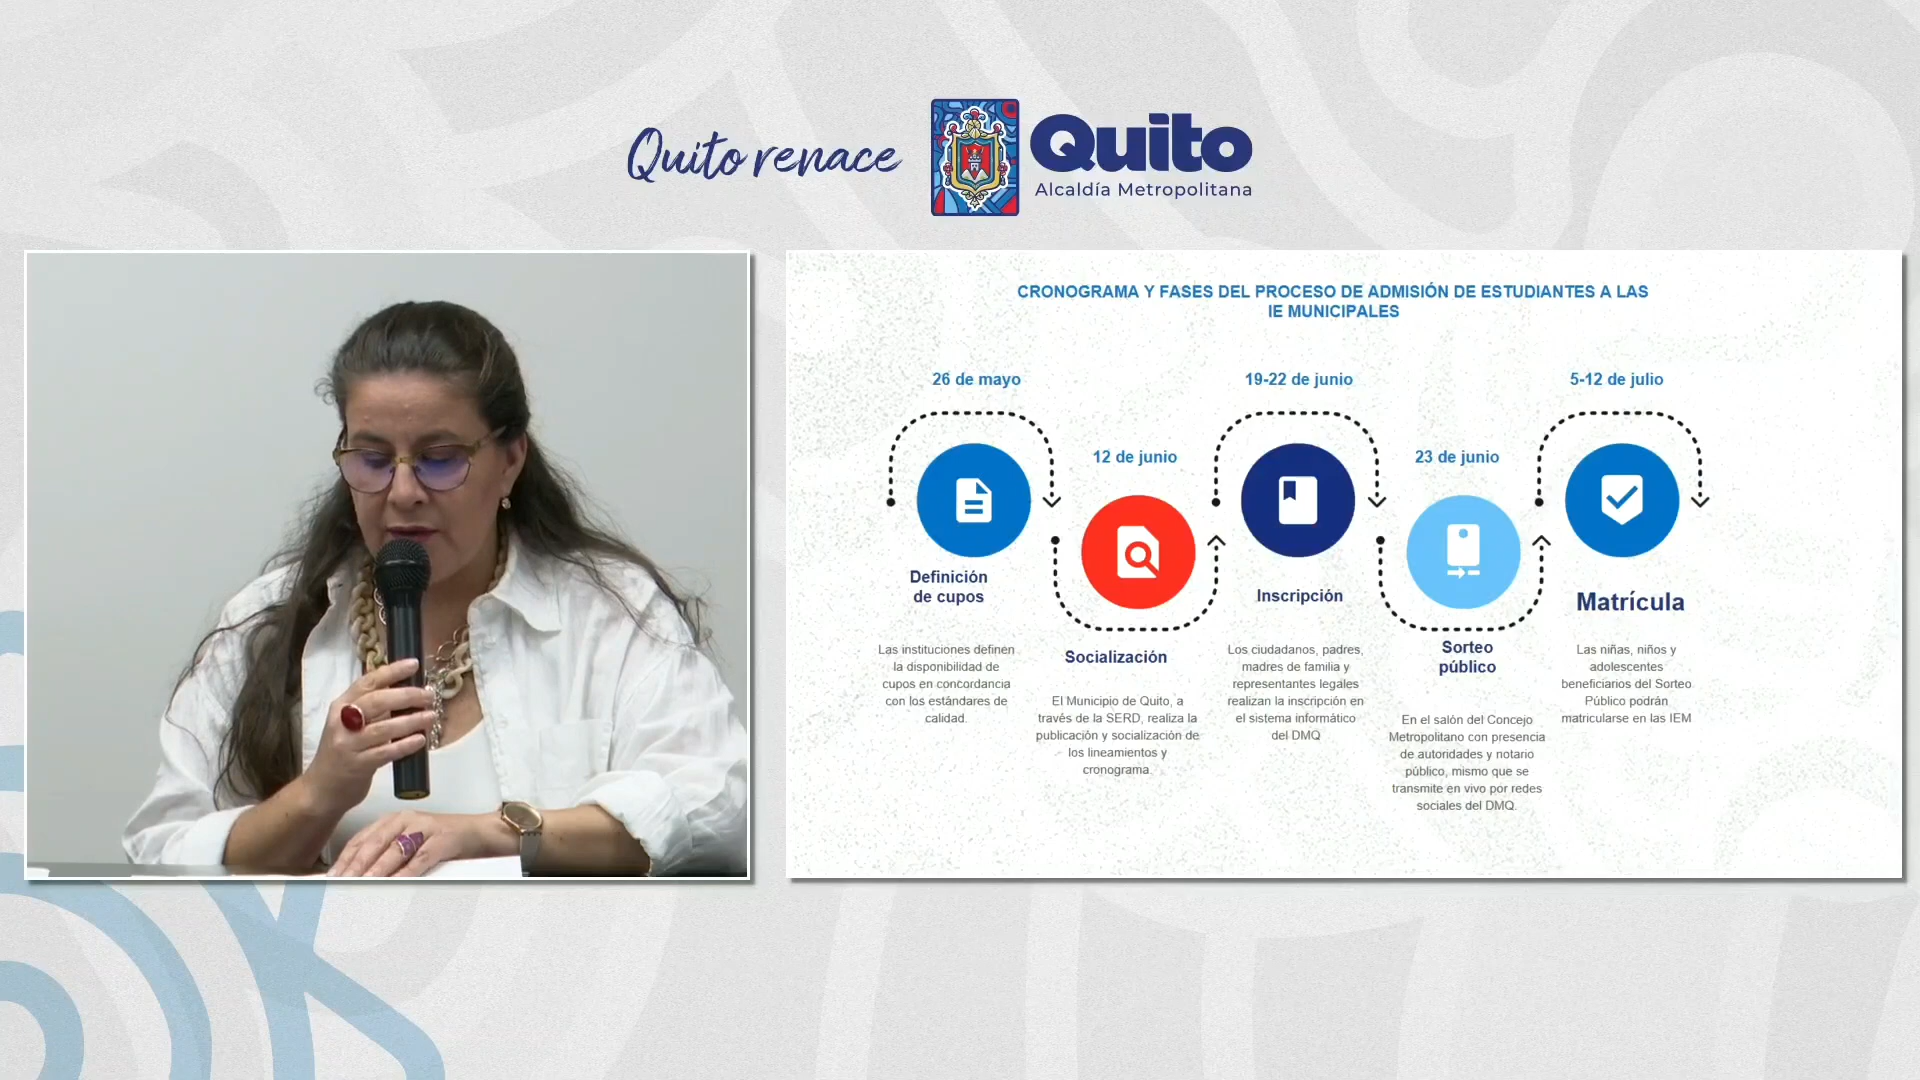 Quito renace
Quito
Alcaldía Metropolitana
CRONOGRAMA Y FASES DEL PROCESO DE ADMISIÓN DE ESTUDIANTES A LAS
IE MUNICIPALES
26 de mayo
Definición
de cupos
Las instituciones definen
la disponibilidad de
cupos en concordancia
con los estándares de
calidad.
12 de junio
Socialización
El Municipio de Quito, a
través de la SERD, realiza la
publicación y socialización de
los lineamientos y
cronograma.
19-22 de junio
Inscripción
Los ciudadanos, padres,
madres de familia y
representantes legales
realizan la inscripción en
el sistema informático
del DMQ
23 de junio
Sorteo
público
En el salón del Concejo
Metropolitano con presencia
de autoridades y notario
público, mismo que se
transmite en vivo por redes
sociales del DMQ.
5-12 de julio
Matrícula
Las niñas, niños y
adolescentes
beneficiarios del Sorteo
Público podrán
matricularse en las IEM